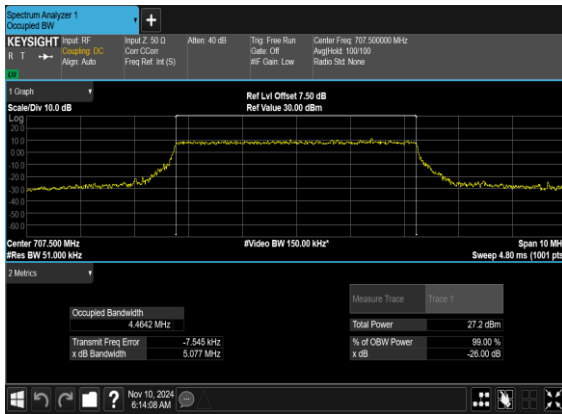 Spectrum Analyzer 1
Occupied BW
+
KEYSIGHT
R T
LXI
Input: RF
Coupling: DC
Align: Auto
Input Z: 50 Ω
Corr CCorr
Freq Ref: Int (S)
Atten: 40 dB
Trig: Free Run
Gate: Off
#IF Gain: Low
Center Freq: 707.500000 MHz
Avg|Hold: 100/100
Radio Std: None
1 Graph
Scale/Div 10.0 dB
Ref Lvl Offset 7.50 dB
Ref Value 30.00 dBm
Log
20.0
10.0
0.00
-10.0
-20.0
-30.0
-40.0
-50.0
-60.0
Center 707.500 MHz
#Res BW 51.000 kHz
#Video BW 150.00 kHz*
Span 10 MH
Sweep 4.80 ms (1001 pts
2 Metrics
Measure Trace
Trace 1
Occupied Bandwidth
4.4642 MHz
Total Power
27.2 dBm
Transmit Freq Error
-7.545 kHz
% of OBW Power
99.00 %
x dB Bandwidth
5.077 MHz
x dB
-26.00 dB
?
Nov 10, 2024
6:14:08 AM